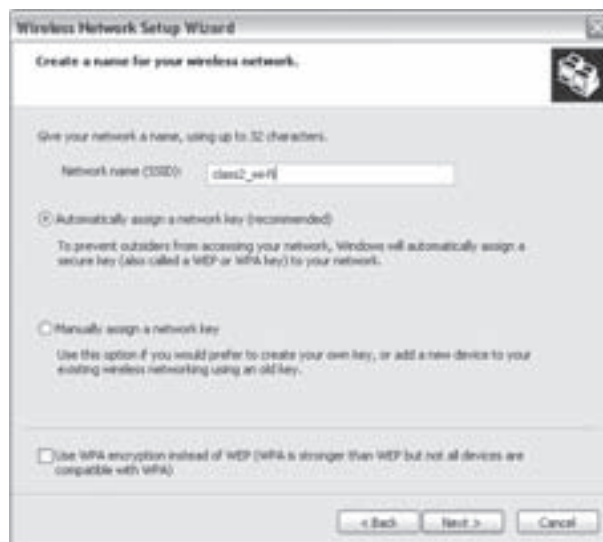 Wireless Network Setup Wizard
Create a name for your wireless network.
Give your network a name, using up to 32 characters.
Network name (SSID):
class2_wi-fi
Automatically assign a network key (recommended)
To prevent outsiders from accessing your network, Windows will automatically assign a
secure key (also called a WEP or WPA key) to your network.
Manually assign a network key
Use this option if you would prefer to create your own key, or add a new device to your
existing wireless networking using an old key.
Use WPA encryption instead of WEP (WPA is stronger than WEP but not all devices are
compatible with WPA)
< Back
Next >
Cancel